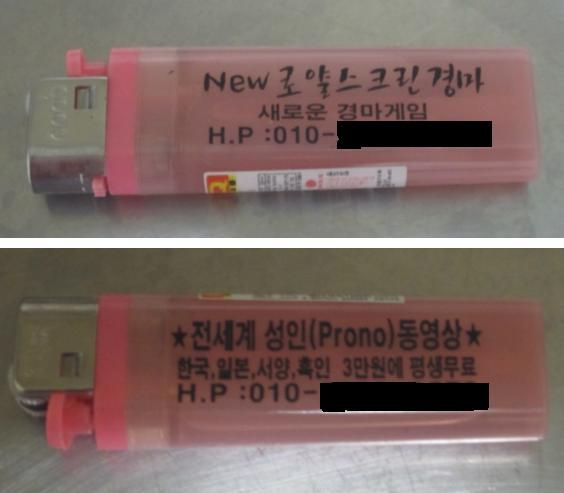 New 로얄스크린경마
새로운 경마게임
H.P :010-
★전세계 성인(Prono)동영상★
한국,일본,서양,흑인 3만원에 평생무료
H.P :010-